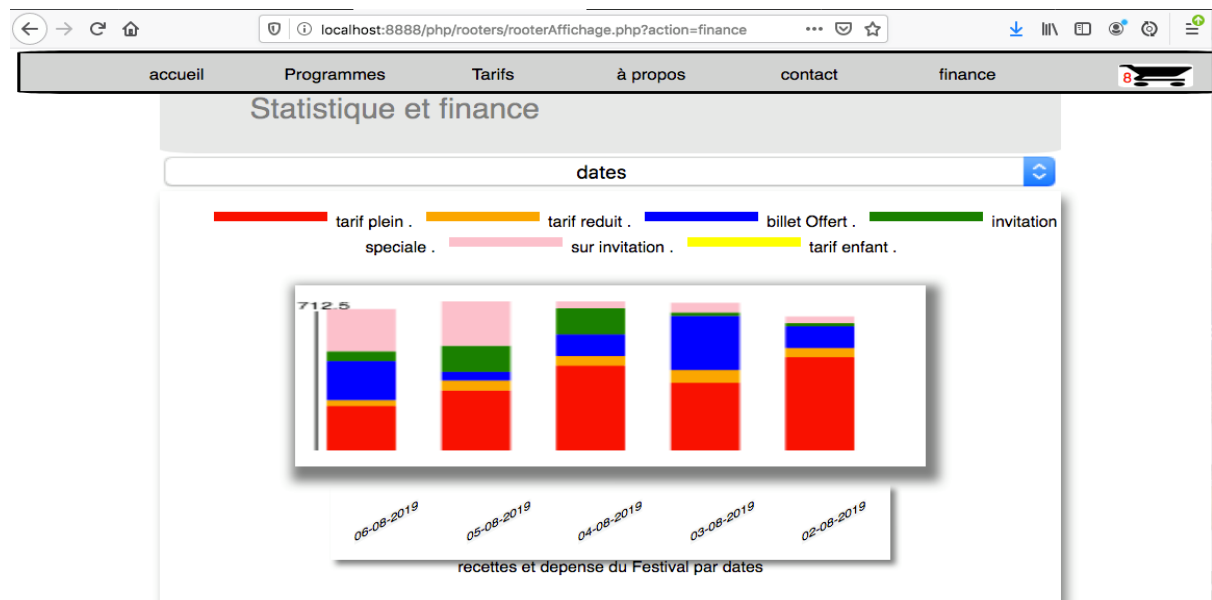 localhost:8888/php/rooters/rooterAffichage.php?action=finance
accueil Programmes Tarifs à propos contact finance 8
Statistique et finance
dates
tarif plein . tarif reduit . billet Offert . invitation
speciale . sur invitation . tarif enfant .
712.5
06-08-2019 05-08-2019 04-08-2019 03-08-2019 02-08-2019
recettes et depense du Festival par dates